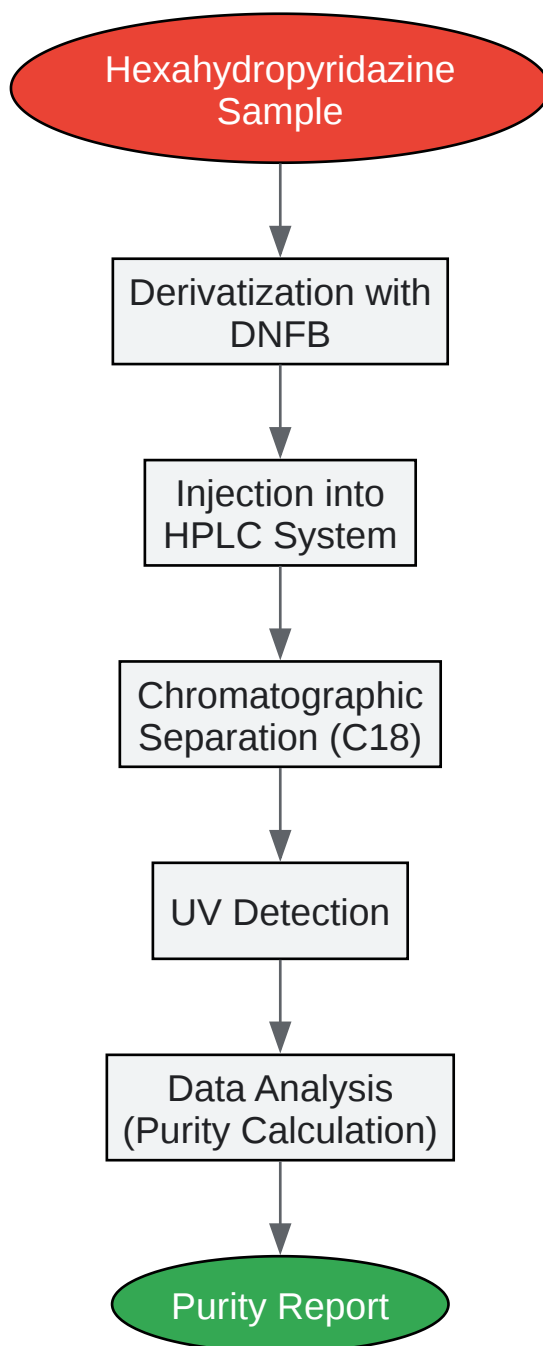 Hexahydropyridazine
Sample
Derivatization with
DNFB
Injection into
HPLC System
Chromatographic
Separation (C18)
UV Detection
Data Analysis
(Purity Calculation)
Purity Report